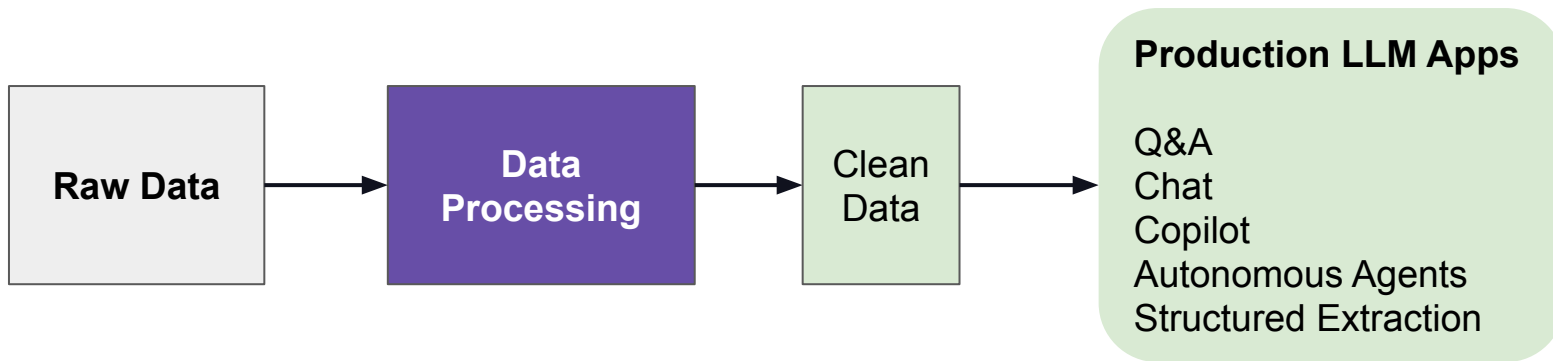 Raw Data
Data
Processing
Clean
Data
Production LLM Apps
Q&A
Chat
Copilot
Autonomous Agents
Structured Extraction